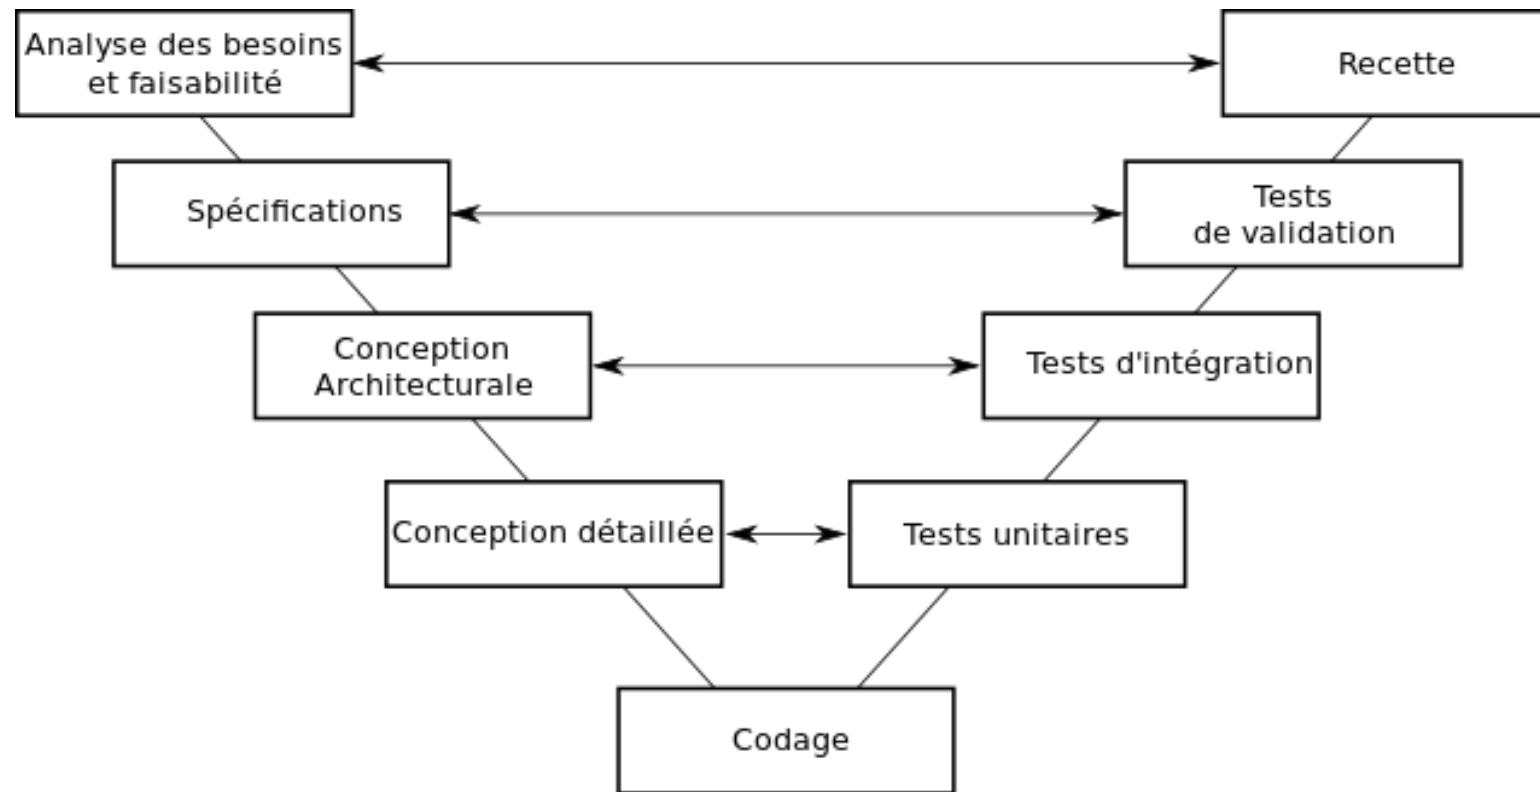 Analyse des besoins
et faisabilité
Recette
Spécifications
Tests
de validation
Conception
Architecturale
Tests d'intégration
Conception détaillée
Tests unitaires
Codage